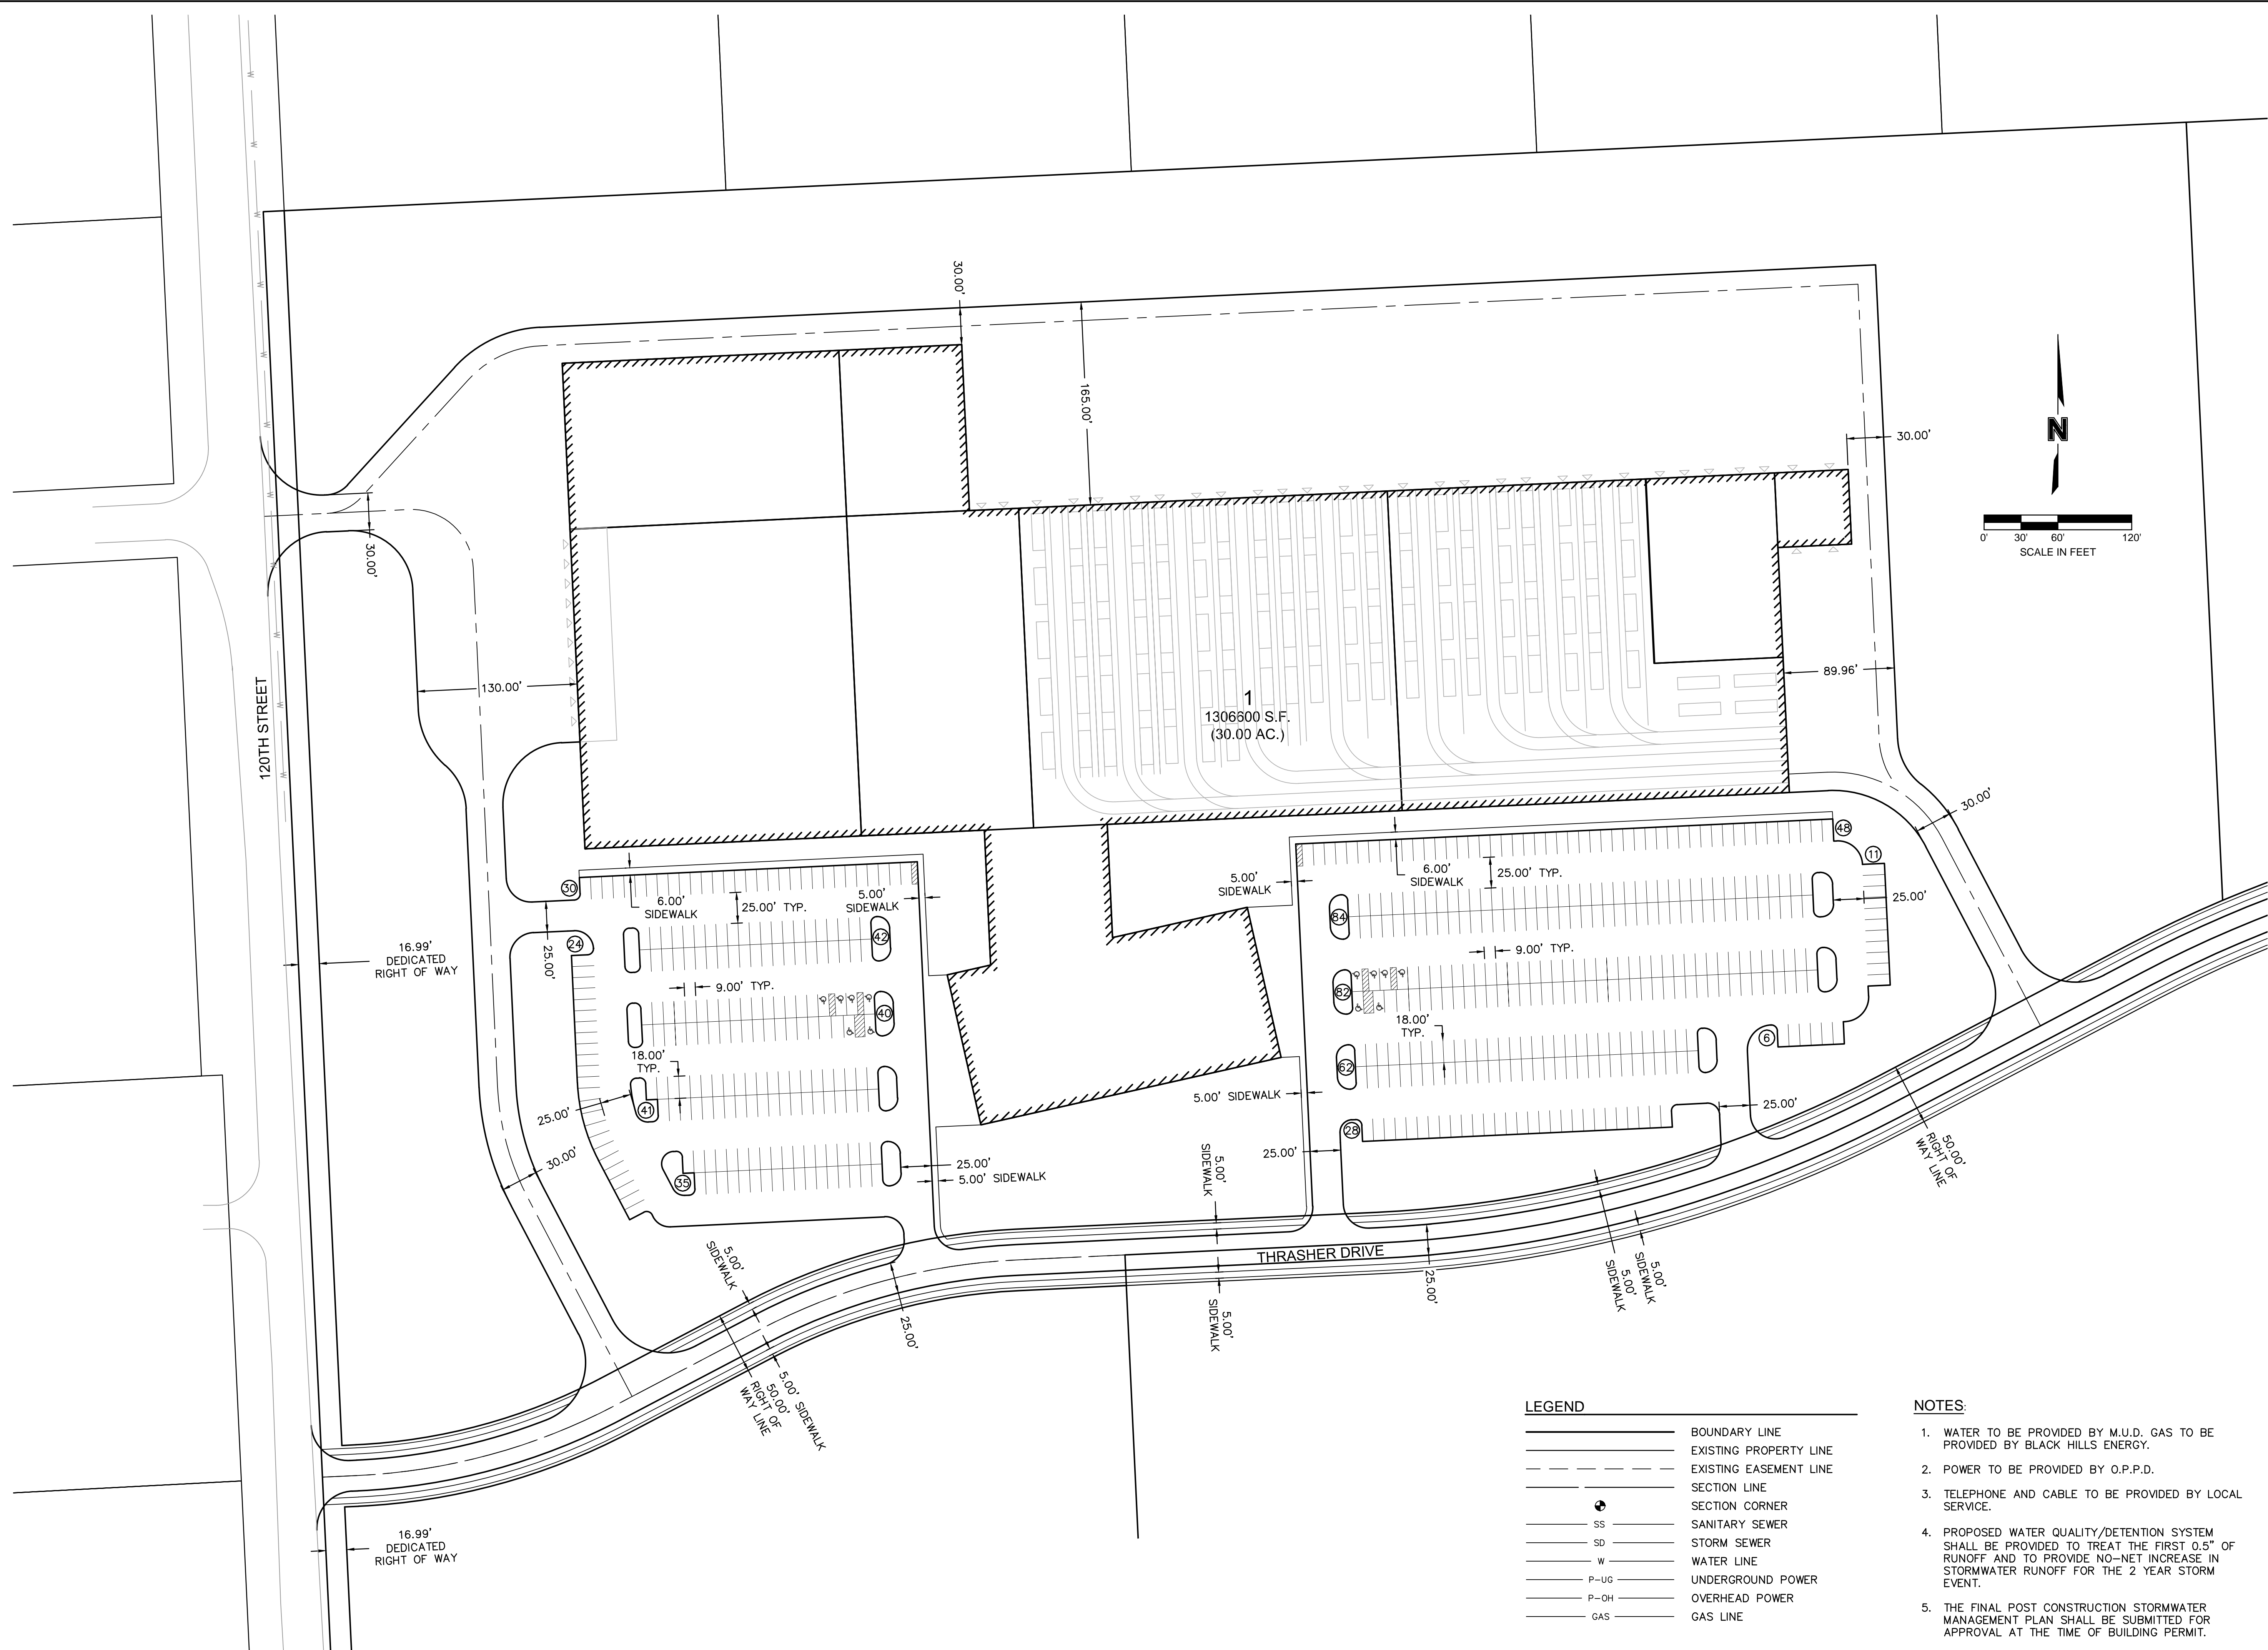 30.00'
165.00'
30.00'
N
0' 30' 60' 120'
SCALE IN FEET
30.00'
120TH STREET
W
W
W
W
W
W
W
W
W
W
130.00'
1
1306600 S.F.
(30.00 AC.)
89.96'
30.00'
48
11
30
6.00'
SIDEWALK
25.00' TYP.
5.00'
SIDEWALK
5.00'
SIDEWALK
6.00'
SIDEWALK
25.00' TYP.
25.00'
84
42
24
25.00'
16.99'
DEDICATED
RIGHT OF WAY
9.00' TYP.
9.00' TYP.
82
40
18.00'
TYP.
18.00'
TYP.
6
62
41
25.00'
5.00' SIDEWALK
25.00'
28
25.00'
30.00'
35
25.00'
5.00' SIDEWALK
5.00'
SIDEWALK
50.00'
RIGHT OF
WAY LINE
THRASHER DRIVE
5.00'
SIDEWALK
25.00'
5.00'
SIDEWALK
25.00'
5.00'
SIDEWALK
5.00'
SIDEWALK
5.00' SIDEWALK
50.00'
RIGHT OF
WAY LINE
16.99'
DEDICATED
RIGHT OF WAY
LEGEND
BOUNDARY LINE
EXISTING PROPERTY LINE
EXISTING EASEMENT LINE
SECTION LINE
SECTION CORNER
SS SANITARY SEWER
SD STORM SEWER
W WATER LINE
P-UG UNDERGROUND POWER
P-OH OVERHEAD POWER
GAS GAS LINE
NOTES:
1. WATER TO BE PROVIDED BY M.U.D. GAS TO BE
PROVIDED BY BLACK HILLS ENERGY.
2. POWER TO BE PROVIDED BY O.P.P.D.
3. TELEPHONE AND CABLE TO BE PROVIDED BY LOCAL
SERVICE.
4. PROPOSED WATER QUALITY/DETENTION SYSTEM
SHALL BE PROVIDED TO TREAT THE FIRST 0.5" OF
RUNOFF AND TO PROVIDE NO-NET INCREASE IN
STORMWATER RUNOFF FOR THE 2 YEAR STORM
EVENT.
5. THE FINAL POST CONSTRUCTION STORMWATER
MANAGEMENT PLAN SHALL BE SUBMITTED FOR
APPROVAL AT THE TIME OF BUILDING PERMIT.